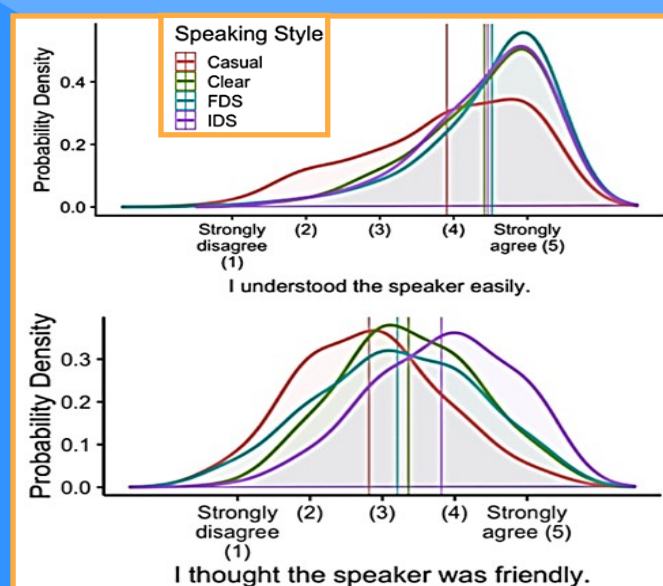 Speaking Style
Casual
Clear
FDS
IDS
Probability Density
0.4
0.2
0.0
Strongly disagree (1)
(2)
(3)
(4)
Strongly agree (5)
I understood the speaker easily.
Probability Density
0.3
0.2
0.1
0.0
Strongly disagree (1)
(2)
(3)
(4)
Strongly agree (5)
I thought the speaker was friendly.